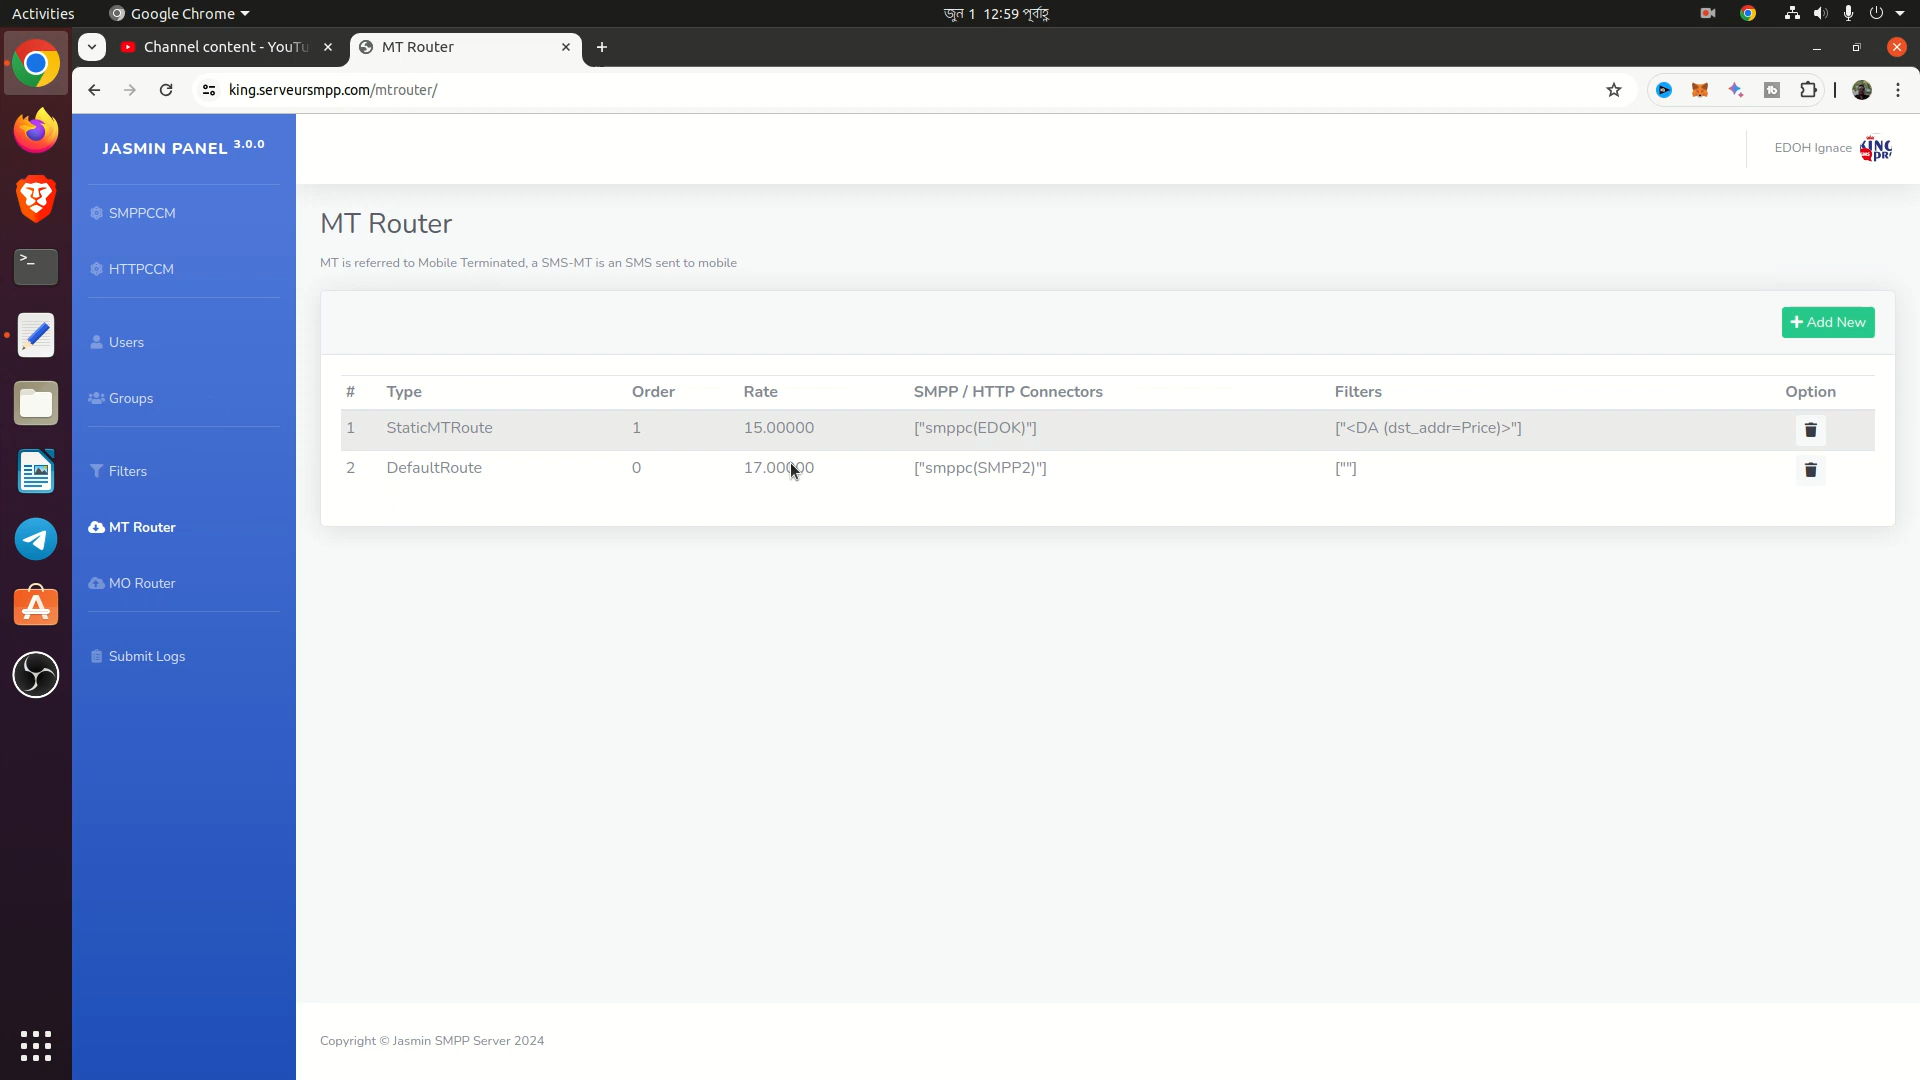 Activities
Google Chrome
জুন 1 12:59 পূর্বাহ্ণ
Channel content - YouTu
MT Router
king.serveursmpp.com/mtrouter/
JASMIN PANEL 3.0.0
EDOH Ignace
SMPPCCM
HTTPCCM
Users
Groups
Filters
MT Router
MO Router
Submit Logs
MT Router
MT is referred to Mobile Terminated, a SMS-MT is an SMS sent to mobile
Add New
# Type Order Rate SMPP / HTTP Connectors Filters Option
1 StaticMTRoute 1 15.00000 ["smppc(EDOK)"] ["<DA (dst_addr=Price)>"]
2 DefaultRoute 0 17.00000 ["smppc(SMPP2)"] [""]
Copyright © Jasmin SMPP Server 2024